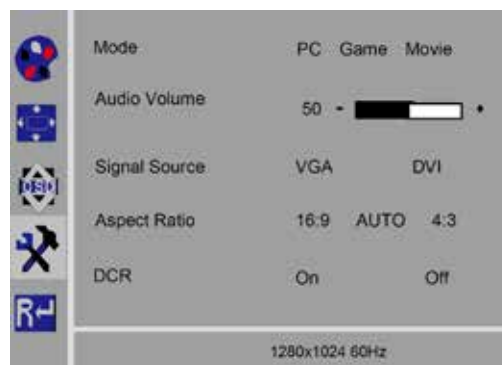 Mode PC Game Movie
Audio Volume 50 - +
Signal Source VGA DVI
OSD
Aspect Ratio 16:9 AUTO 4:3
DCR On Off
R
1280x1024 60Hz